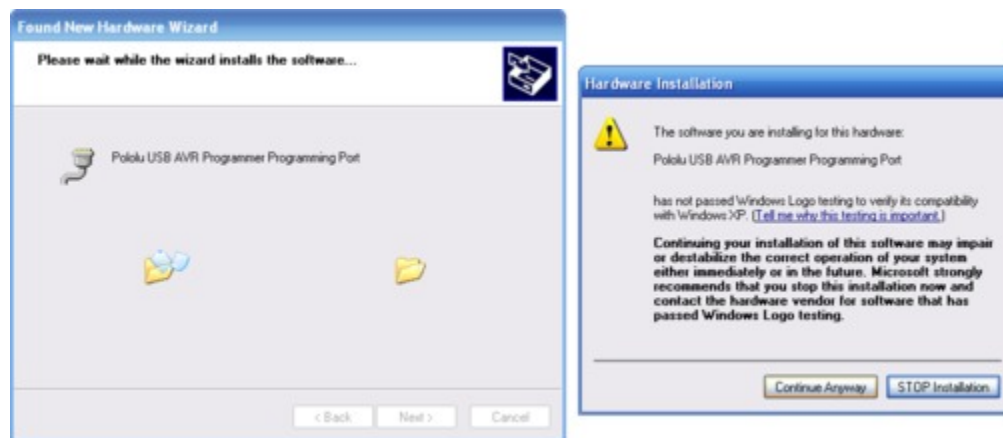 Found New Hardware Wizard
Please wait while the wizard installs the software...
Pololu USB AVR Programmer Programming Port
< Back
Next >
Cancel
Hardware Installation
The software you are installing for this hardware:
Pololu USB AVR Programmer Programming Port
has not passed Windows Logo testing to verify its compatibility
with Windows XP. (Tell me why this testing is important.)
Continuing your installation of this software may impair
or destabilize the correct operation of your system
either immediately or in the future. Microsoft strongly
recommends that you stop this installation now and
contact the hardware vendor for software that has
passed Windows Logo testing.
Continue Anyway
STOP Installation